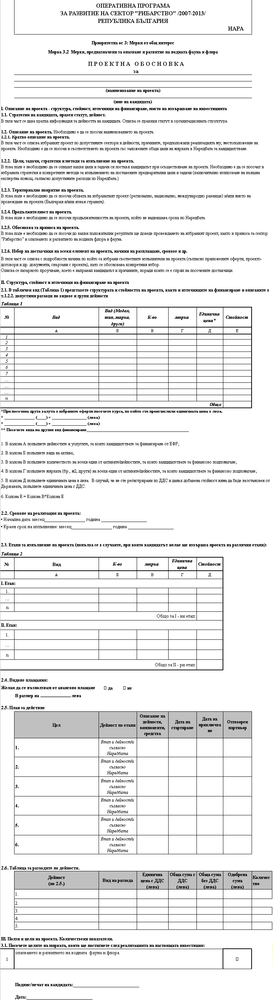 ОПЕРАТИВНА ПРОГРАМА
ЗА РАЗВИТИЕ НА СЕКТОР "РИБАРСТВО" /2007-2013/
РЕПУБЛИКА БЪЛГАРИЯ
ИАРА
Приоритетна ос 3: Мерки от общ интерес
Мярка 3.2 Мерки, предназначени за опазване и развитие на водната фауна и флора
П Р О Е К Т Н А О Б О С Н О В К А
за
(наименование на проекта)
(име на кандидата)
I. Описание на проекта - структура, стойност, източници на финансиране, място на извършване на инвестицията
1.1. Стратегия на кандидата, правен статут, дейност.
В тази част се дава кратка информация за дейността на кандидата. Описва се правния статут и организационната структура
1.2. Описание на проекта. Необходимо е да се посочи наименованието на проекта.
1.2.1. Кратко описание на проекта.
В тази част се описва избраният проект по допустимите сектори и дейности, причините, предположили реализацията му, местоположение на
проекта. Необходимо е да се посочи и съответствието на проекта със заложените общи цели на мярката в Наредбата за кандидатстване.
1.2.2. Цели, задачи, стратегии и методи за изпълнение на проекта.
В това поле е необходимо да се опишат какви цели и задачи си поставя кандидатът при осъществяване на проекта. Необходимо е да се посочат и
избраната стратегия и конкретните методи за изпълнението на поставените предварителни цели и задачи (включително изплозване на външна
експертна помощ, съгласно допустимите разходи по Наредбата.)
1.2.3. Териториално покритие на проекта.
В това поле е необходимо да се посочи обхвата на избранатият проект (регионално, национално, международно равнище) и/или място на
провеждане на проекта (България и/или извън страната).
1.2.4. Продължителност на проекта.
В това поле е необходимо да се посочи продължителността на проекта, който не надвишава срока по Наредбата.
1.2.5. Обосновка за приноса на проекта.
В това поле е необходимо да се посочи до какви положителни резултати ще доведе провеждането на избраният проект, както и приноса за сектор
"Рибарство" и опазването и развитието на водната флора и фауна.
1.2.6. Избор на доставчици на всеки елемент на проекта, начини на разплащане, срокове и др.
В тази част се описва с подробности начина по който са избрани съответните изпълнители на проекта (съгласно приложените оферти, проекто-
договори и др. документи, свързани с проекта), като се обосновава конкретния избор.
Описва се пазарното проучване, което е направил кандидатът и причините, поради които се е спрял на посочените доставчици.
II. Структура, стойност и източници на финансиране на проекта
2.1. В табличен вид (Таблица 1) представете структурата и стойността на проекта, както и източниците на финансиране и описаните в
т.1.2.2. допустими разходи по видове и групи дейности
Таблица 1
№ Вид Вид (Модел, тип, марка, други) К-во мярка Единична цена* Стойност
А Б В Г Д Е
1
2
3
4
5
6
7
....
....
....
n
Общо
*При посочена друга валута в избраните оферти посочете курса, по който сте преизчислили единичната цена в лева.
* ______________ (____) = ________________ (лева)
* ______________ (____) = ________________ (лева)
** Посочете вида на другия вид финансиране_______________________________________________
1. В колона А попълнете дейностите и услугите, за които кандидатствате за финансиране от ЕФР;
2. В колона Б попълнете вида на актива;
3. В колона В попълнете количеството на всеки един от активите/дейностите, за които кандидатствате за финансово подпомагане;
4. В колона Г попълнете мярката (бр., м2, други) на всеки един от активите/дейностите, за които кандидатствате за финансово подпомагане;
5. В колона Д попълнете единичната цена в лева. В случай, че не сте регистрирани по ДДС и данък добавена стойност няма да бъде възстановен от
Държавата, попълнете единичната цена с ДДС.
6. Колона Е = Колона В*Колона Е
2.2. Срокове на реализация на проекта:
▪ Начална дата: месец__________________ година ____________________
▪ Краен срок на изпълнение: месец__________________ година ____________________
2.3. Етапи за изпълнение на проекта (попълва се в случаите, при които кандидатът желае ще извършва проекта на различни етапи):
Таблица 2
№ Вид К-во мярка Единична цена Стойност
А Б В Г Д
I. Етап:
1.
....
n
Общо за I - ви етап:
II. Етап:
1.
....
n
Общо за II - ри етап:
2.4. Видове плащания:
Желая да се възползвам от авансово плащане ▯ да ▯ не
В размер на ............................ лева
2.5. План за действие
Цел Дейност по етапи Описание на дейности, компоненти, средства Дата на стартиране Дата на приключва не Отговорен партньор
1. Етап и дейност/и съгласно Наредбата
2. Етап и дейност/и съгласно Наредбата
3. Етап и дейност/и съгласно Наредбата
4. Етап и дейност/и съгласно Наредбата
5. Етап и дейност/и съгласно Наредбата
6. Етап и дейност/и съгласно Наредбата
2.6. Таблица за разходите по дейности.
Дейност (по 2.5.) Вид на разхода Единична цена с ДДС (лева) Обща сума с ДДС (лева) Обща сума без ДДС (лева) Одобрена сума (лева) Количес тво
1.
2.
3.
4.
5.
III. Ползи и цели на проекта. Количествени показатели.
3.1. Посочете целите на мярката, които ще постигнете след реализацията на настоящата инвестиция:
1 опазването и развитието на водната фауна и флора ▯
Подпис/печат на кандидата:______________________________
Дата:______________________________